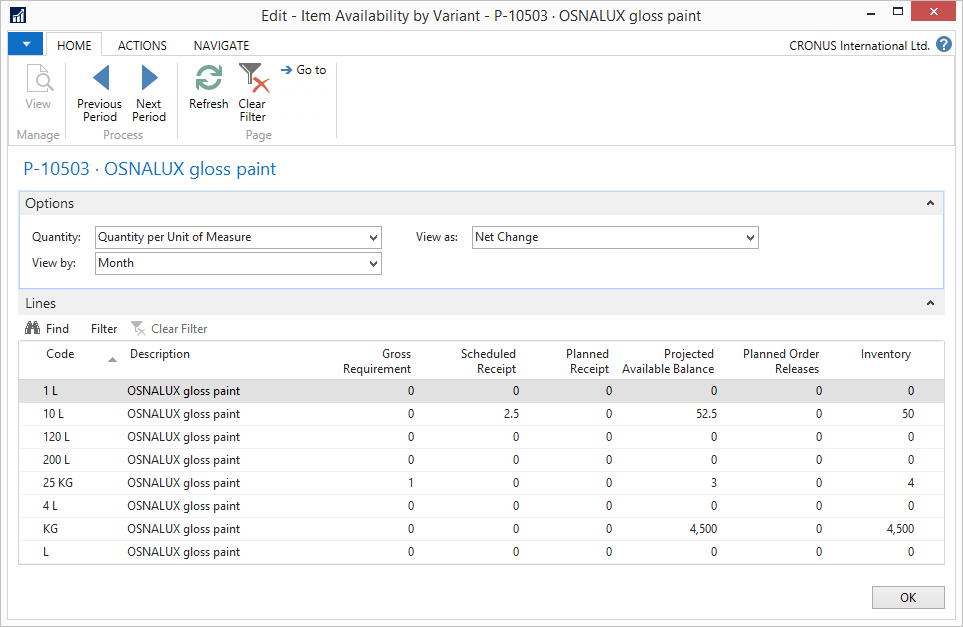 Edit - Item Availability by Variant - P-10503 · OSNALUX gloss paint
HOME ACTIONS NAVIGATE CRONUS International Ltd. ?
View Previous Period Next Period Refresh Clear Filter Go to
Manage Process Page
P-10503 · OSNALUX gloss paint
Options
Quantity: Quantity per Unit of Measure View as: Net Change
View by: Month
Lines
Find Filter Clear Filter
Code Description Gross Requirement Scheduled Receipt Planned Receipt Projected Available Balance Planned Order Releases Inventory
1 L OSNALUX gloss paint 0 0 0 0 0 0
10 L OSNALUX gloss paint 0 2.5 0 52.5 0 50
120 L OSNALUX gloss paint 0 0 0 0 0 0
200 L OSNALUX gloss paint 0 0 0 0 0 0
25 KG OSNALUX gloss paint 1 0 0 3 0 4
4 L OSNALUX gloss paint 0 0 0 0 0 0
KG OSNALUX gloss paint 0 0 0 4,500 0 4,500
L OSNALUX gloss paint 0 0 0 0 0 0
OK